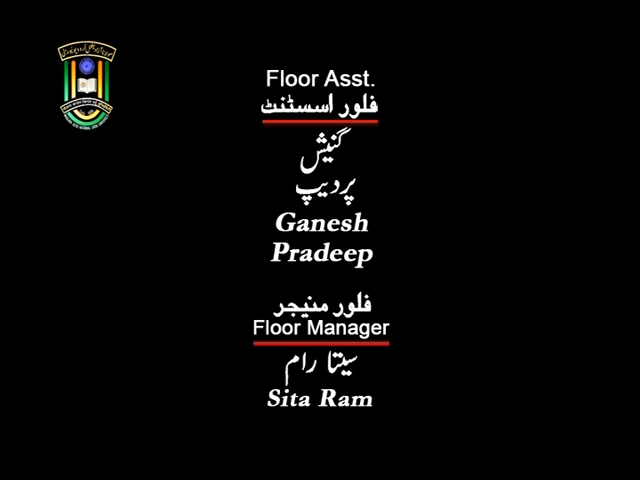 Floor Asst.
فلور اسسٹنٹ
گنیش
پردیپ
Ganesh
Pradeep
فلور منیجر
Floor Manager
سیتا رام
Sita Ram